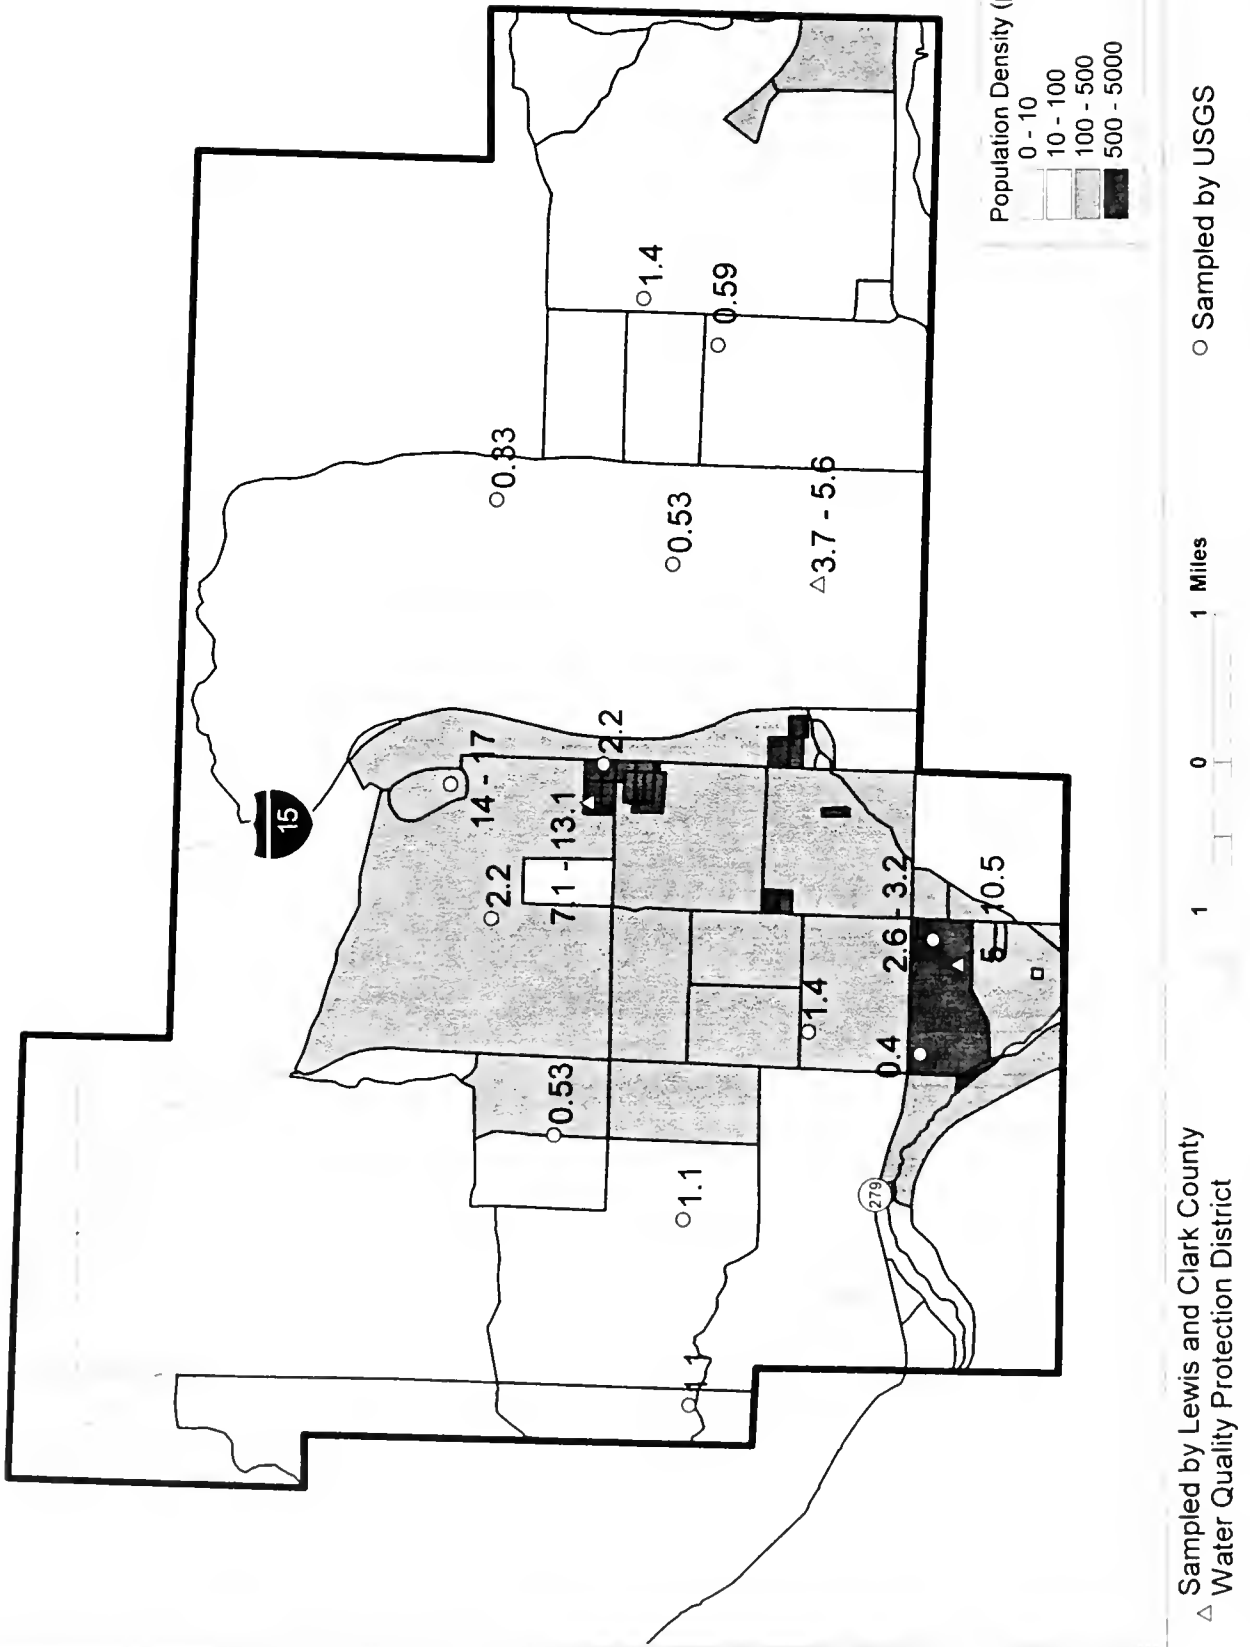 15
14 - 17
2.2
0.33
0.53
7.1 - 13.1
2.2
1.4
1.1
1.1
0.53
0.59
1.4
3.7 - 5.6
279
0.4
2.6 - 3.2
5 10.5
Population Density (
0 - 10
10 - 100
100 - 500
500 - 5000
1 0 1 Miles
Sampled by Lewis and Clark County
Water Quality Protection District
Sampled by USGS